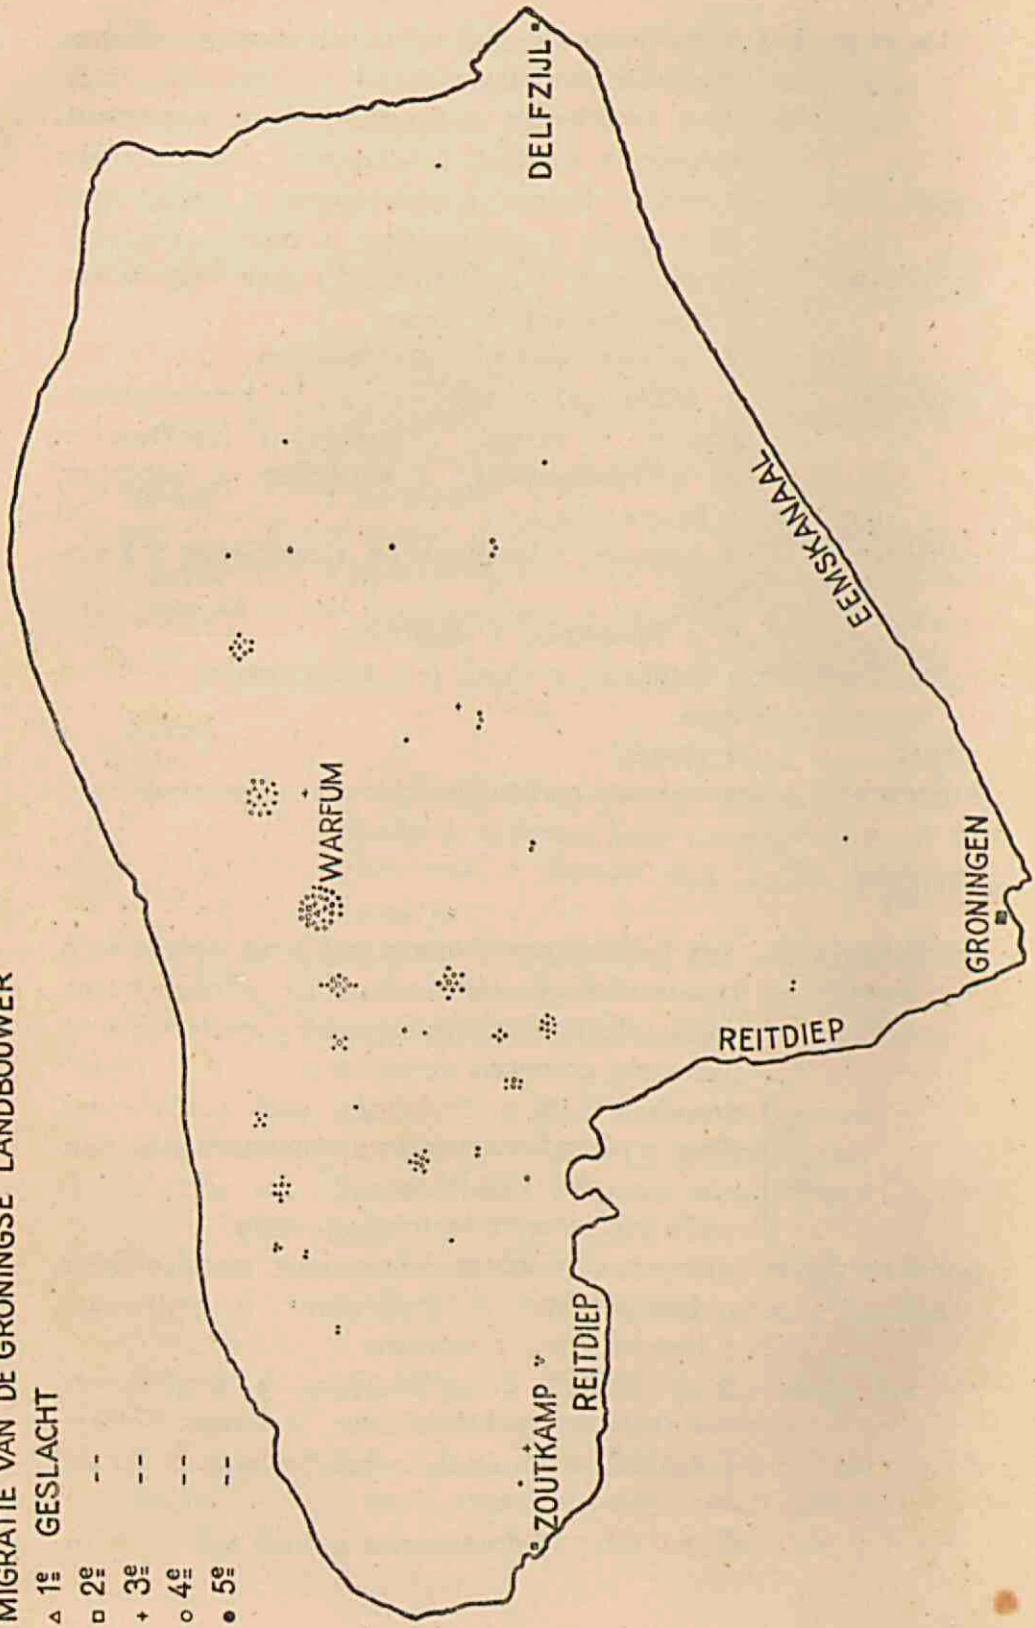 MIGRATIE VAN DE GRONINGSE LANDBOUWER
△ 1e GESLACHT
□ 2e --
+ 3e --
○ 4e --
● 5e --
DELFZIJL
WARFUM
EEMSKANAAL
GRONINGEN
REITDIEP
REITDIEP
ZOUTKAMP